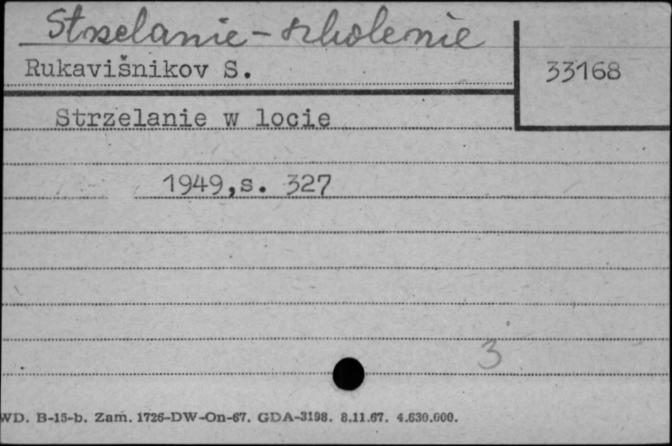 Strzelanie - szkolenie
Rukavišnikov S.
33168
Strzelanie w locie
1949,s. 327
3
WD. B-15-b. Zam. 1726-DW-On-67. GDA-3198. 8.11.67. 4.630.000.